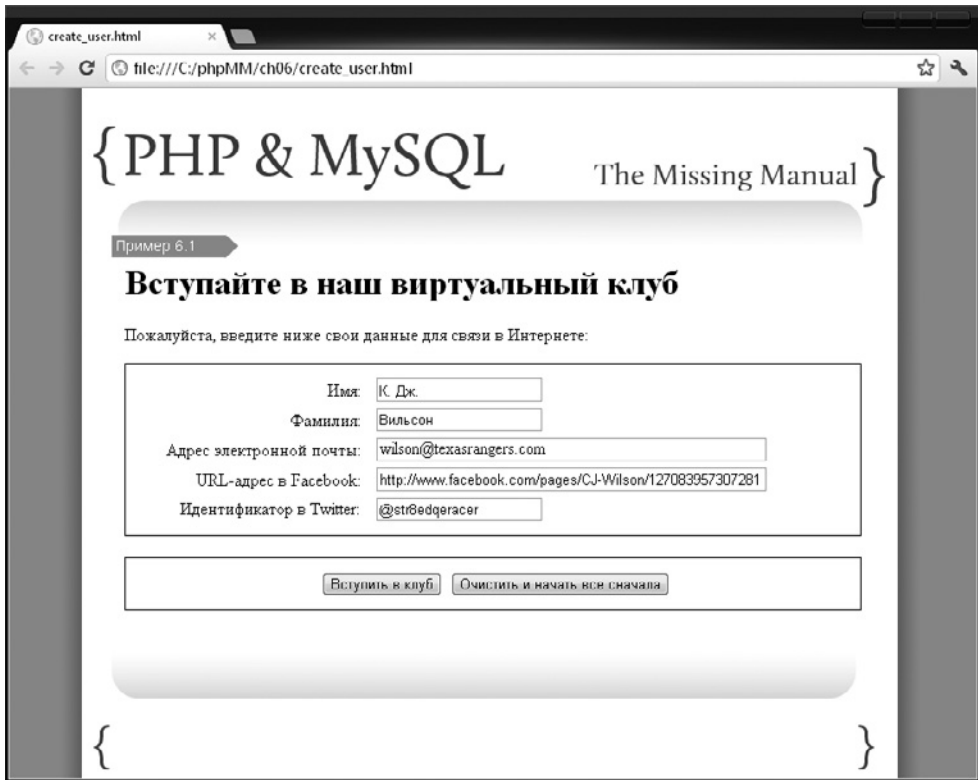 create_user.html
file:///C:/phpMM/ch06/create_user.html
{PHP & MySQL The Missing Manual}
Пример 6.1
Вступайте в наш виртуальный клуб
Пожалуйста, введите ниже свои данные для связи в Интернете:
Имя: К. Дж.
Фамилия: Вильсон
Адрес электронной почты: wilson@texasrangers.com
URL-адрес в Facebook: http://www.facebook.com/pages/CJ-Wilson/127083957307281
Идентификатор в Twitter: @str8edgeracer
Вступить в клуб Очистить и начать все сначала
{ }